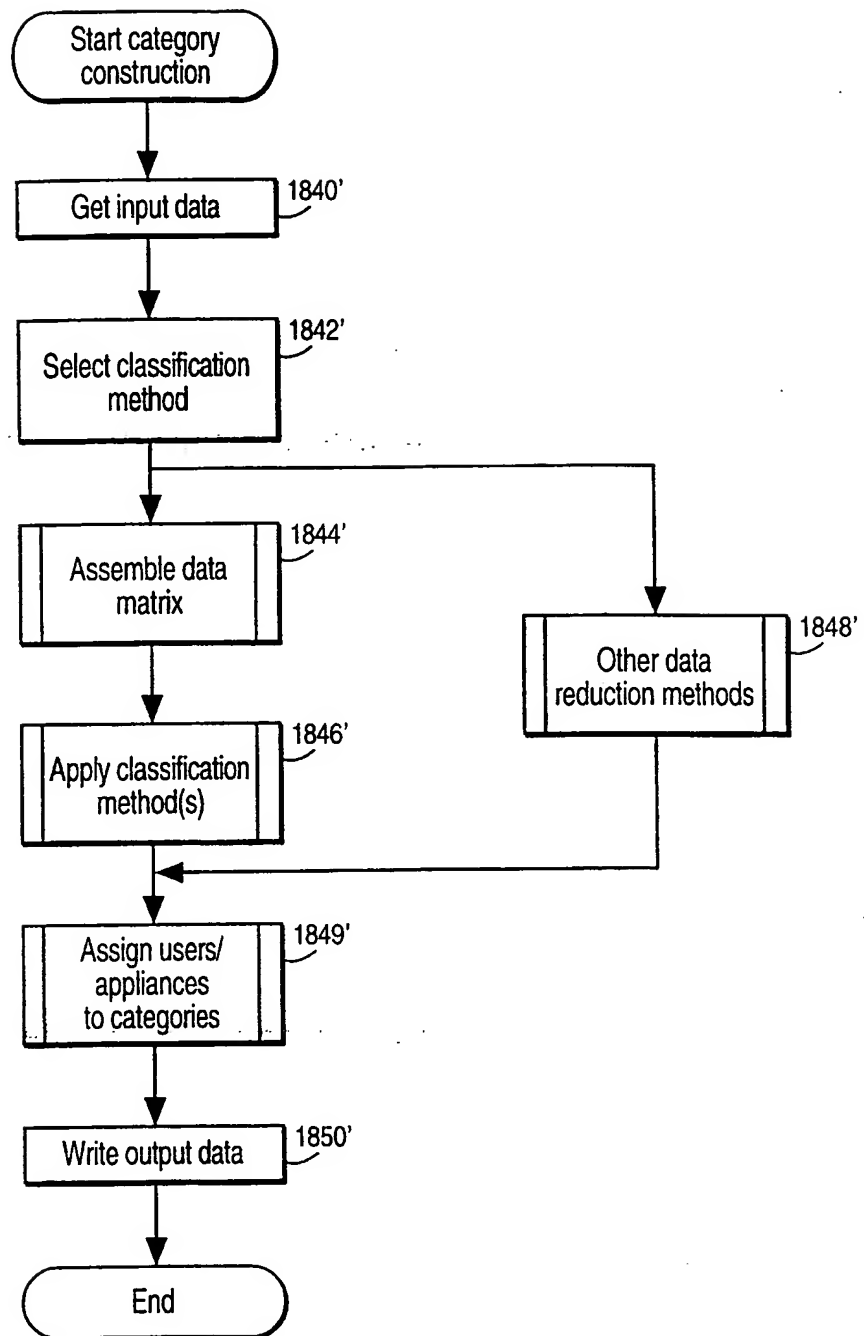 Start category
construction
Get input data
1840'
Select classification
method
1842'
Assemble data
matrix
1844'
Other data
reduction methods
1848'
Apply classification
method(s)
1846'
Assign users/
appliances
to categories
1849'
Write output data
1850'
End